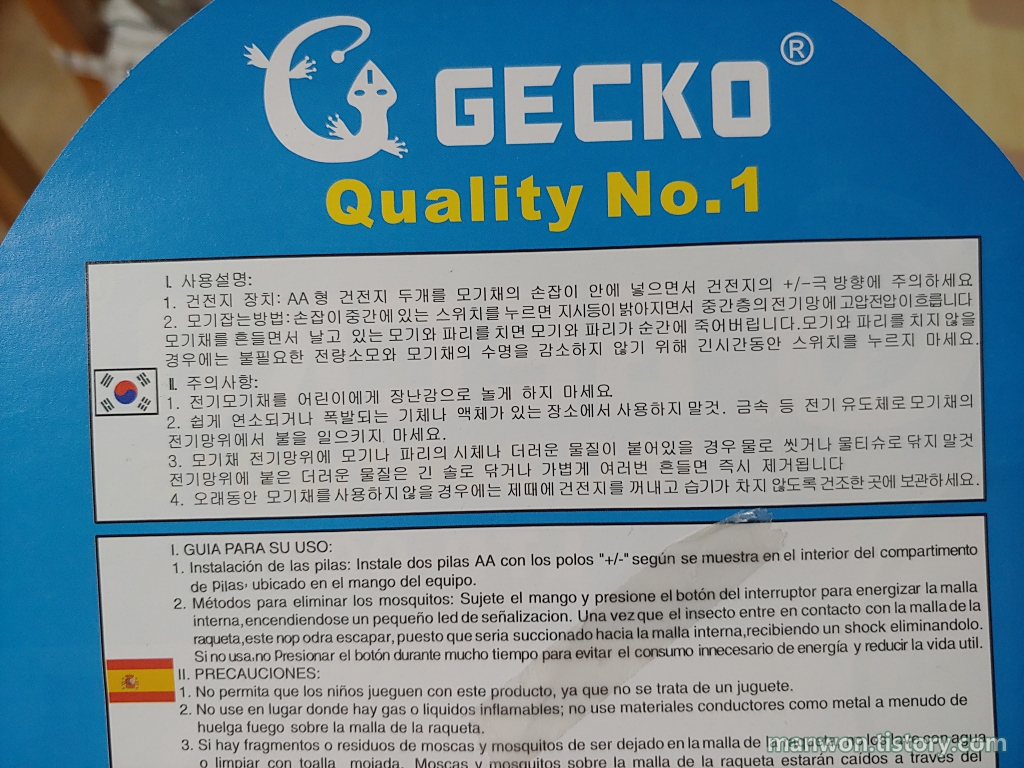 GECKO®
Quality No.1
I. 사용설명:
1. 건전지 장치: AA형 건전지 두개를 모기채의 손잡이 안에 넣으면서 건전지의 +/-극 방향에 주의하세요
2. 모기잡는방법:손잡이중간에있는 스위치를 누르면 지시등이 밝아지면서 중간층의 전기망에 고압전압이 흐릅니다
모기채를 흔들면서 날고 있는 모기와 파리를 치면 모기와 파리가 순간에 죽어버립니다.모기와 파리를 치지 않을
경우에는 불필요한 전량소모와 모기채의 수명을 감소하지 않기 위해 긴시간동안 스위치를 누르지 마세요.
II. 주의사항:
1. 전기모기채를 어린이에게 장난감으로 놀게 하지 마세요
2. 쉽게 연소되거나 폭발되는 기체나 액체가 있는 장소에서 사용하지 말것. 금속 등 전기 유도체로 모기채의
전기망위에서 불을 일으키지 마세요.
3. 모기채 전기망위에 모기나 파리의 시체나 더러운 물질이 붙어있을 경우 물로 씻거나 물티슈로 닦지 말것
전기망위에 붙은 더러운 물질은 긴 솔로 닦거나 가볍게 여러번 흔들면 즉시 제거됩니다
4. 오래동안 모기채를 사용하지 않을 경우에는 제때에 건전지를 꺼내고 습기가 차지 않도록 건조한 곳에 보관하세요.
I. GUIA PARA SU USO:
1. Instalación de las pilas: Instale dos pilas AA con los polos "+/-" según se muestra en el interior del compartimento
de Pilas, ubicado en el mango del equipo.
2. Métodos para eliminar los mosquitos: Sujete el mango y presione el botón del interruptor para energizar la malla
interna,encendiendose un pequeño led de señalizacion. Una vez que el insecto entre en contacto con la malla de la
raqueta,este nop odra escapar, puesto que seria succionado hacia la malla interna,recibiendo un shock eliminandolo.
Si no usa.no Presionar el botón durante mucho tiempo para evitar el consumo innecesario de energía y reducir la vida util.
II. PRECAUCIONES:
1. No permita que los niños jueguen con este producto, ya que no se trata de un juguete.
2. No use en lugar donde hay gas o liquidos inflamables; no use materiales conductores como metal a menudo de
huelga fuego sobre la malla de la raqueta.
3. Si hay fragmentos o residuos de moscas y mosquitos de ser dejado en la malla de la raqueta no los lave con agua
o limpiar con toalla mojada. Moscas y mosquitos sobre la malla de la raqueta estarán caídos a través del
manwon.tistory.com